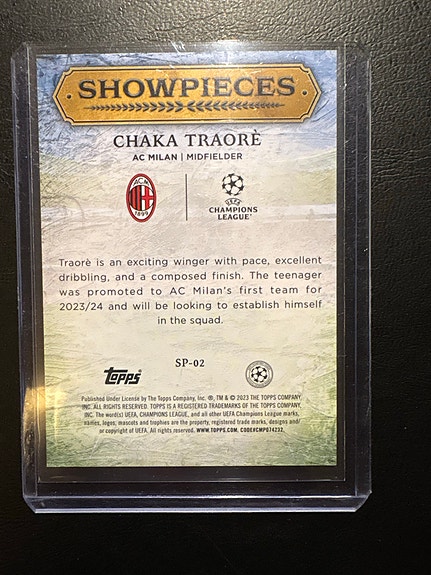 SHOWPIECES
CHAKA TRAORÈ
AC MILAN | MIDFIELDER
ACM
1899
UEFA
CHAMPIONS
LEAGUE®
Traorè is an exciting winger with pace, excellent
dribbling, and a composed finish. The teenager
was promoted to AC Milan's first team for
2023/24 and will be looking to establish himself
in the squad.
SP-02
topps
Published Under License by The Topps Company, Inc. ®, TM & © 2023 THE TOPPS COMPANY,
INC. ALL RIGHTS RESERVED. TOPPS IS A REGISTERED TRADEMARKS OF THE TOPPS COMPANY,
INC. The word(s) UEFA, CHAMPIONS LEAGUE, and all other UEFA Champions League marks,
names, logos, mascots and trophies are the property, registered trade marks, designs and/
or copyright of UEFA. All rights reserved. WWW.TOPPS.COM. CODE#CMP074232.